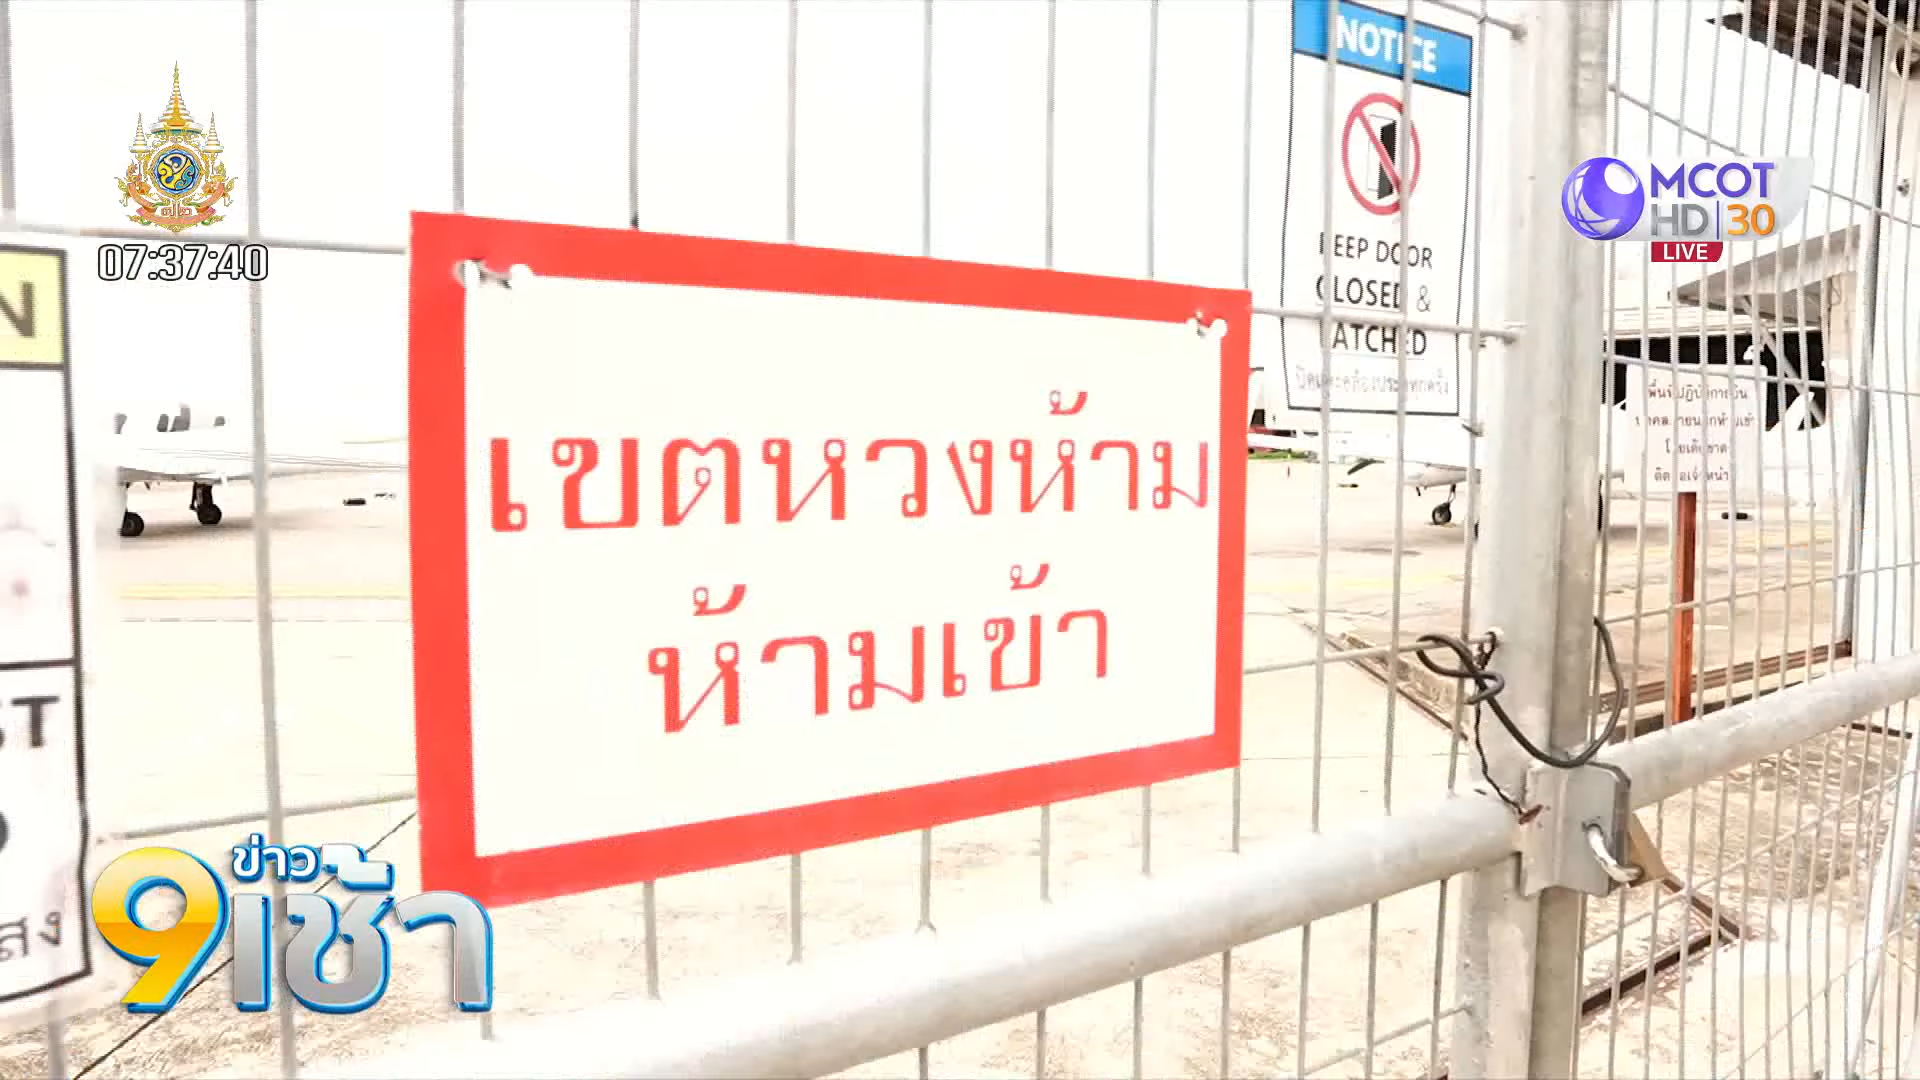 07:37:40
MCOT
HD 30
LIVE
NOTICE
KEEP DOOR
CLOSED &
LATCHED
N
เขตหวงห้าม
ห้ามเข้า
ST
ข่าว
9เช้า